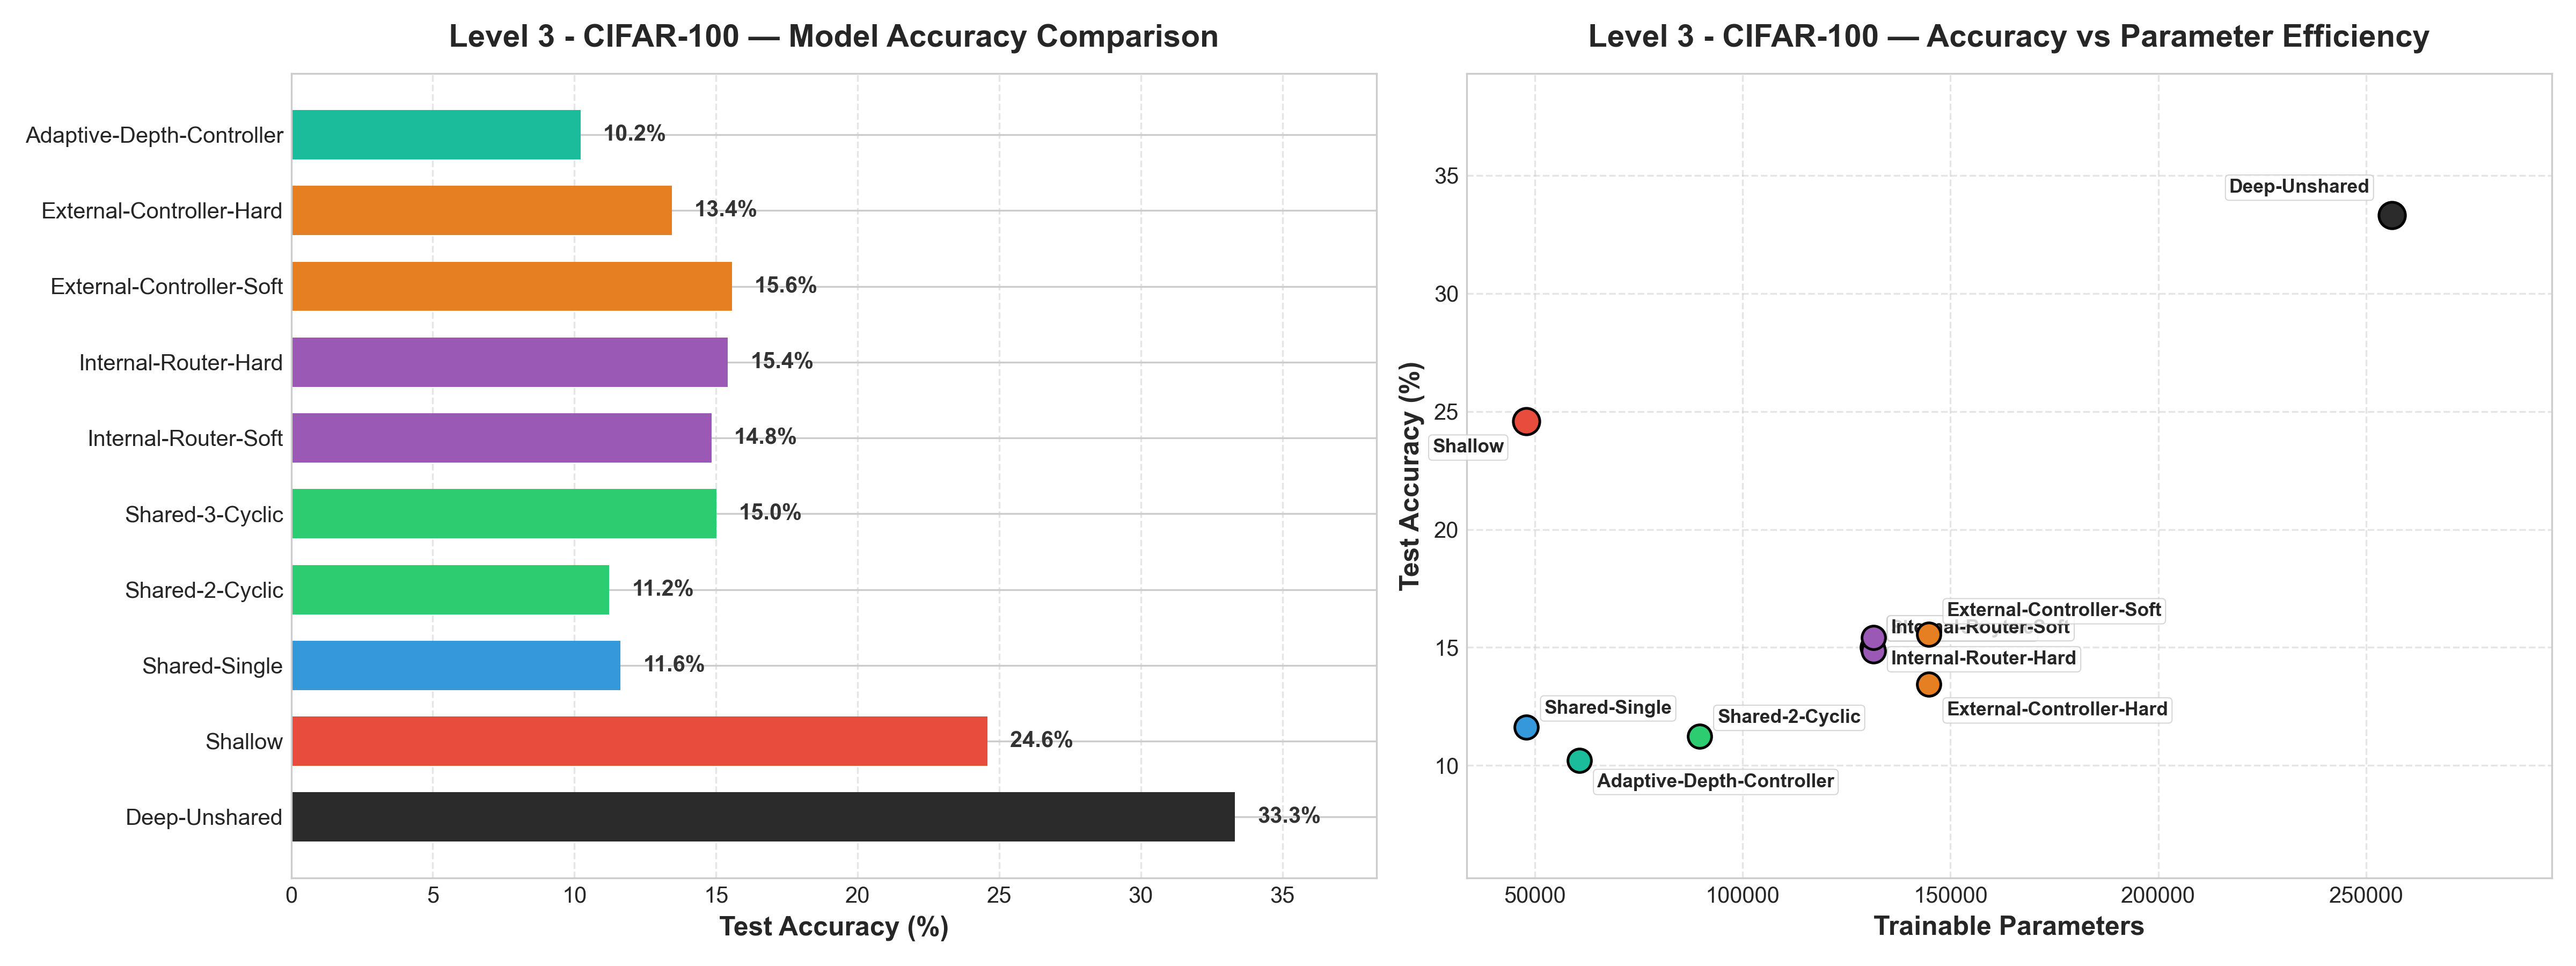 Level 3 - CIFAR-100 — Model Accuracy Comparison
Adaptive-Depth-Controller
10.2%
External-Controller-Hard
13.4%
External-Controller-Soft
15.6%
Internal-Router-Hard
15.4%
Internal-Router-Soft
14.8%
Shared-3-Cyclic
15.0%
Shared-2-Cyclic
11.2%
Shared-Single
11.6%
Shallow
24.6%
Deep-Unshared
33.3%
0 5 10 15 20 25 30 35
Test Accuracy (%)
Level 3 - CIFAR-100 — Accuracy vs Parameter Efficiency
Test Accuracy (%)
35
30
25
20
15
10
Deep-Unshared
Shallow
External-Controller-Soft
Internal-Router-Soft
Internal-Router-Hard
External-Controller-Hard
Shared-Single
Shared-2-Cyclic
Adaptive-Depth-Controller
50000 100000 150000 200000 250000
Trainable Parameters